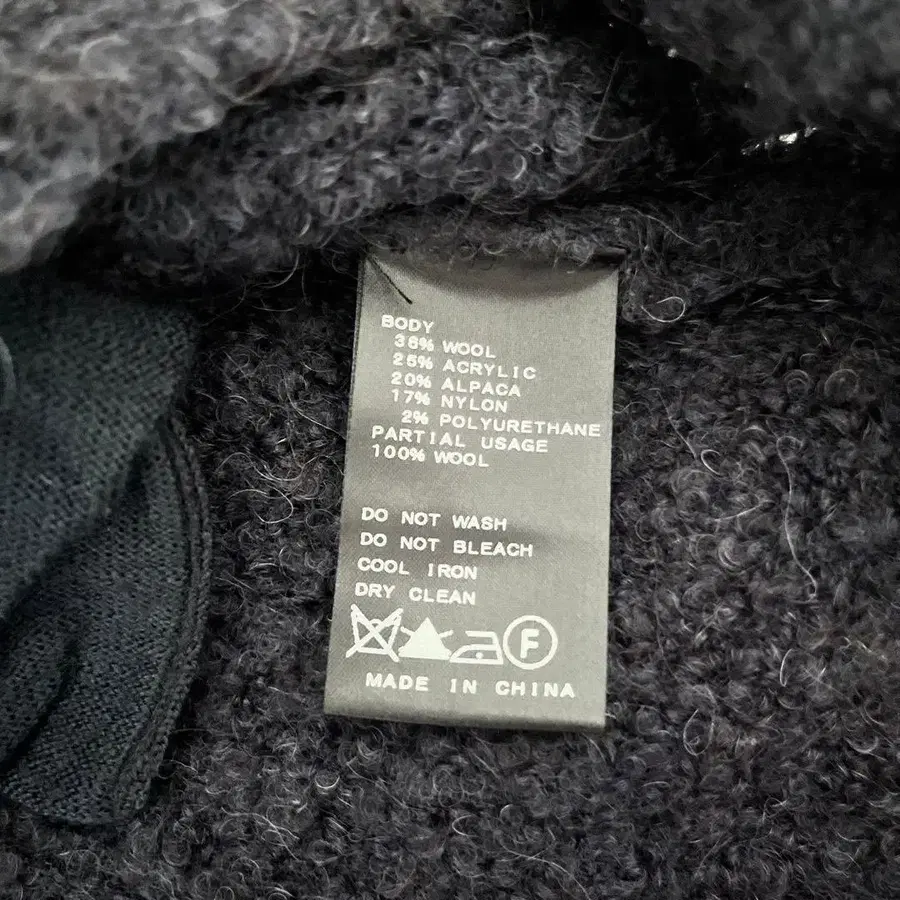 BODY
36% WOOL
25% ACRYLIC
20% ALPACA
17% NYLON
2% POLYURETHANE
PARTIAL USAGE
100% WOOL
DO NOT WASH
DO NOT BLEACH
COOL IRON
DRY CLEAN
F
MADE IN CHINA